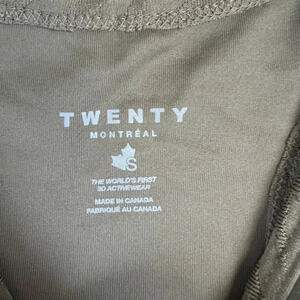 TWENTY
MONTRÉAL
S
THE WORLD'S FIRST
3D ACTIVEWEAR
MADE IN CANADA
FABRIQUÉ AU CANADA